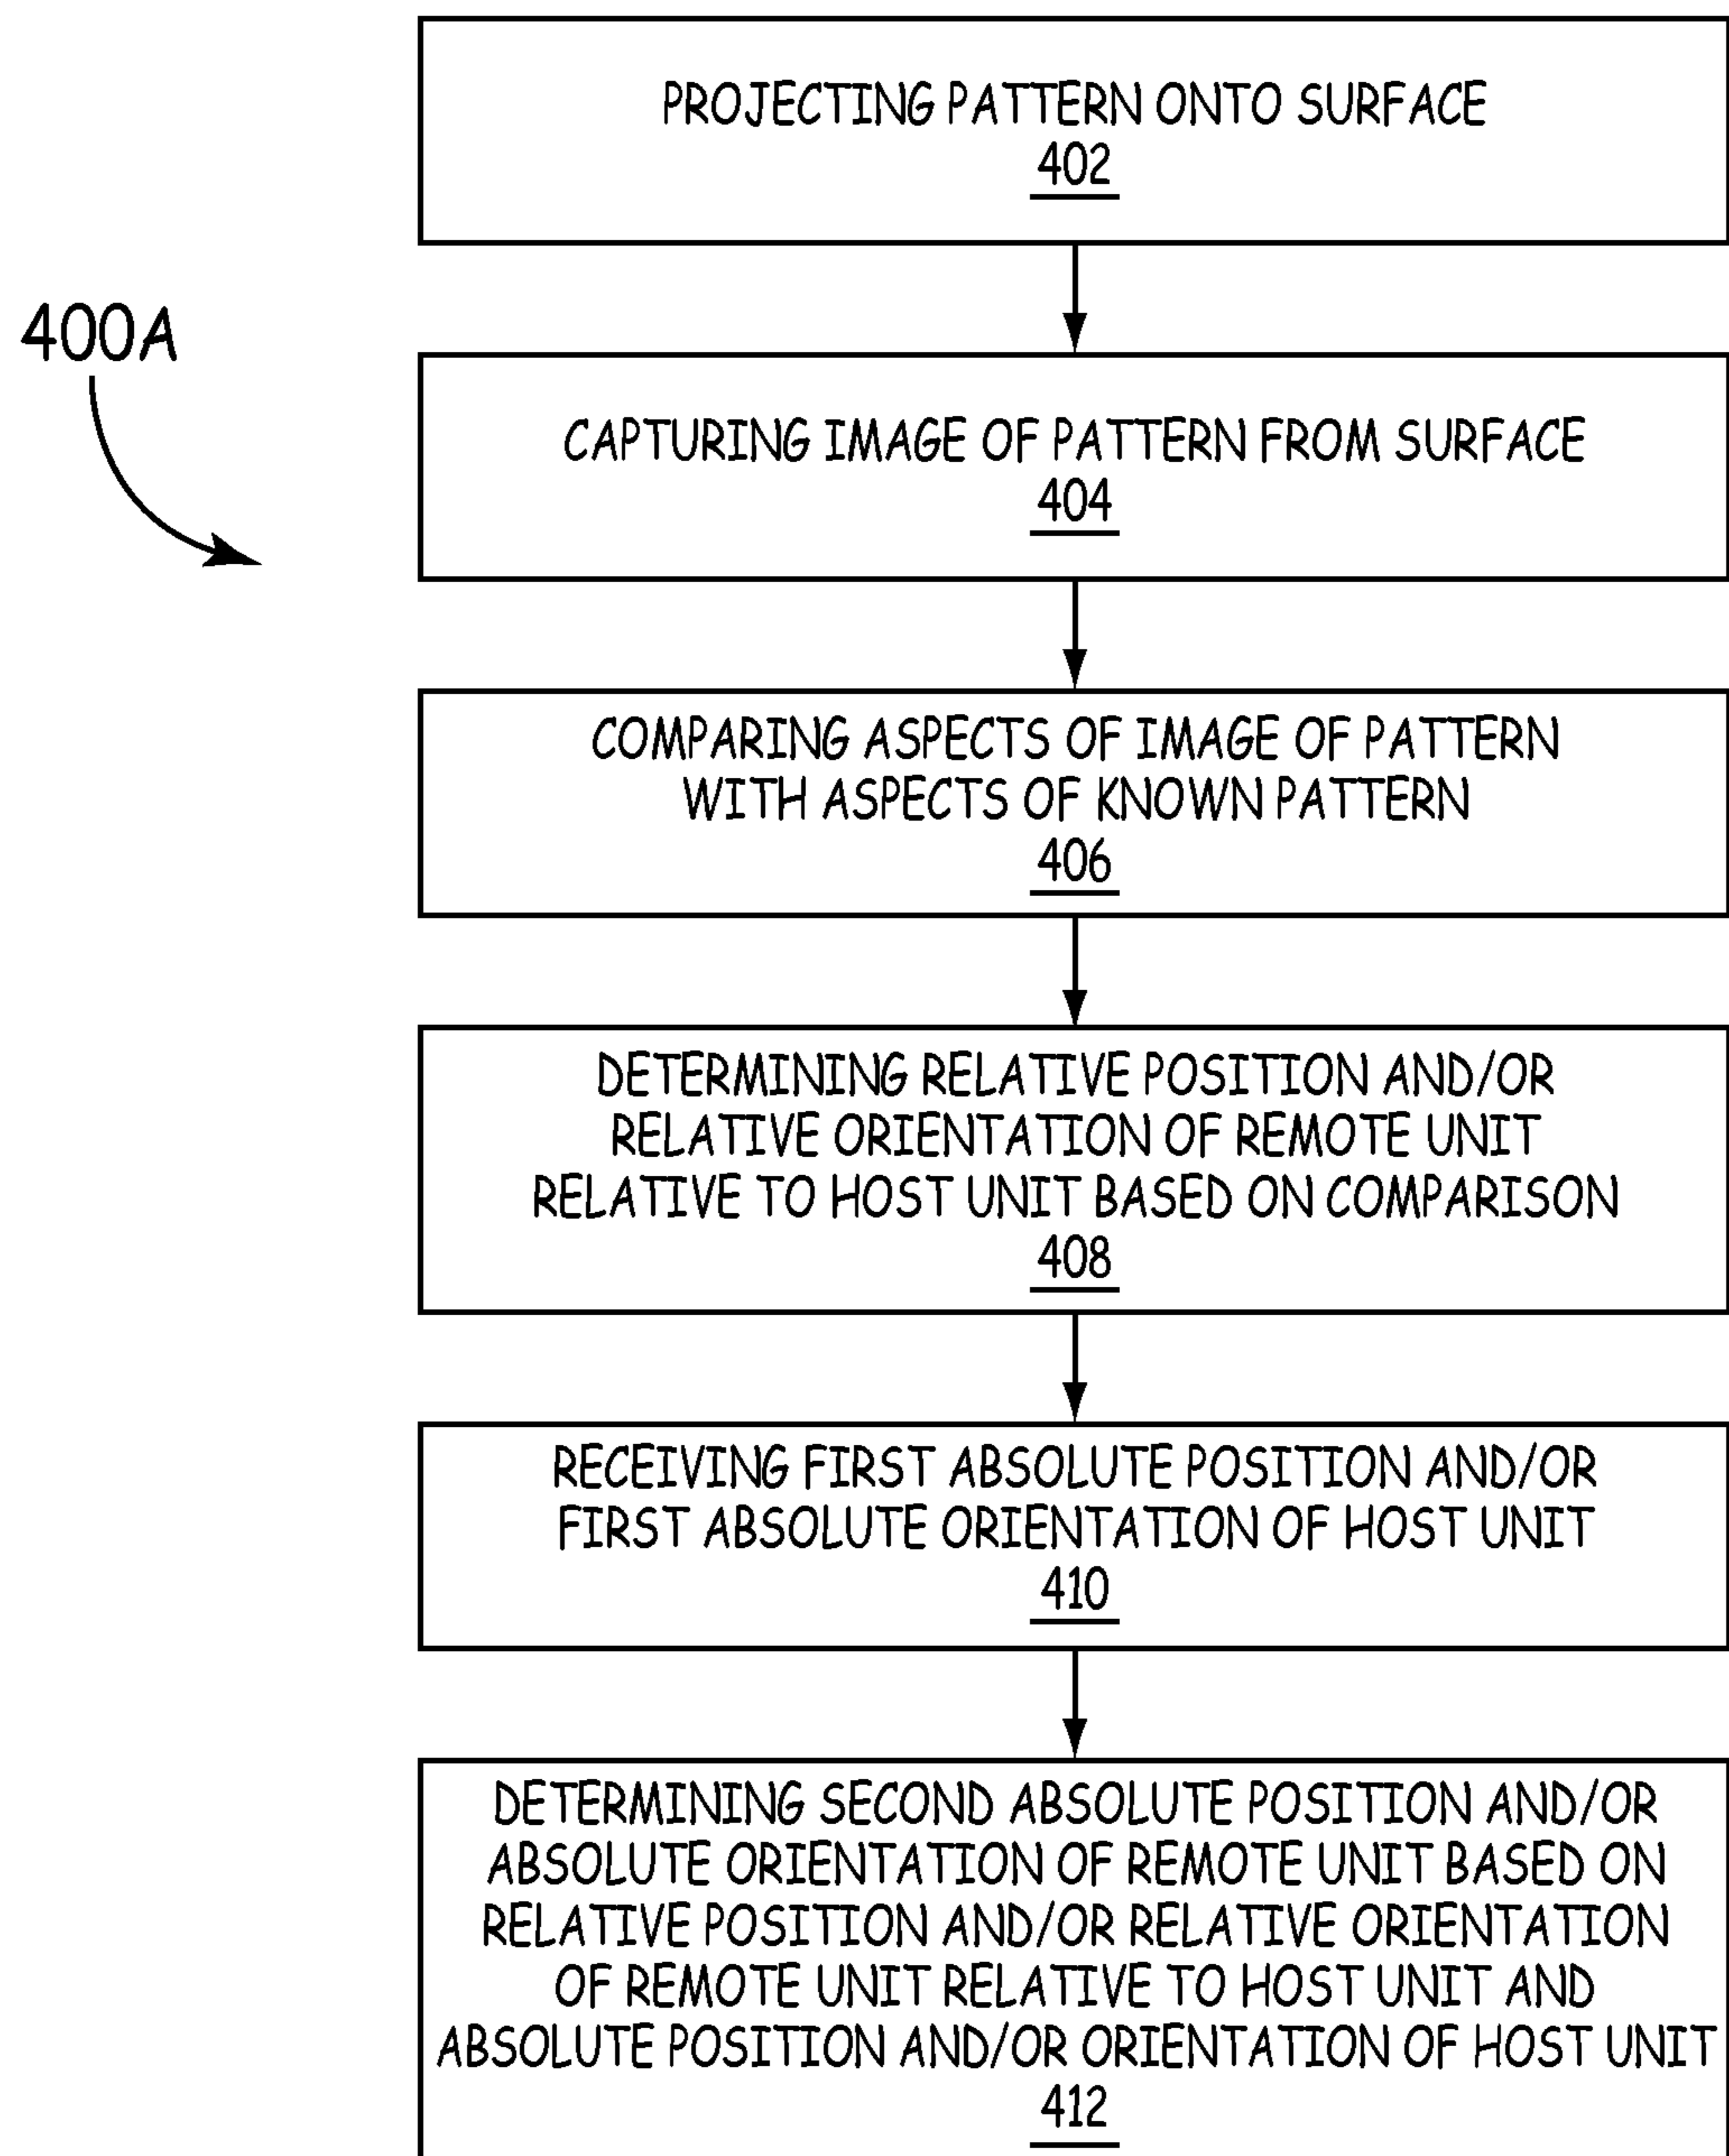 PROJECTING PATTERN ONTO SURFACE
402
400A
CAPTURING IMAGE OF PATTERN FROM SURFACE
404
COMPARING ASPECTS OF IMAGE OF PATTERN
WITH ASPECTS OF KNOWN PATTERN
406
DETERMINING RELATIVE POSITION AND/OR
RELATIVE ORIENTATION OF REMOTE UNIT
RELATIVE TO HOST UNIT BASED ON COMPARISON
408
RECEIVING FIRST ABSOLUTE POSITION AND/OR
FIRST ABSOLUTE ORIENTATION OF HOST UNIT
410
DETERMINING SECOND ABSOLUTE POSITION AND/OR
ABSOLUTE ORIENTATION OF REMOTE UNIT BASED ON
RELATIVE POSITION AND/OR RELATIVE ORIENTATION
OF REMOTE UNIT RELATIVE TO HOST UNIT AND
ABSOLUTE POSITION AND/OR ORIENTATION OF HOST UNIT
412